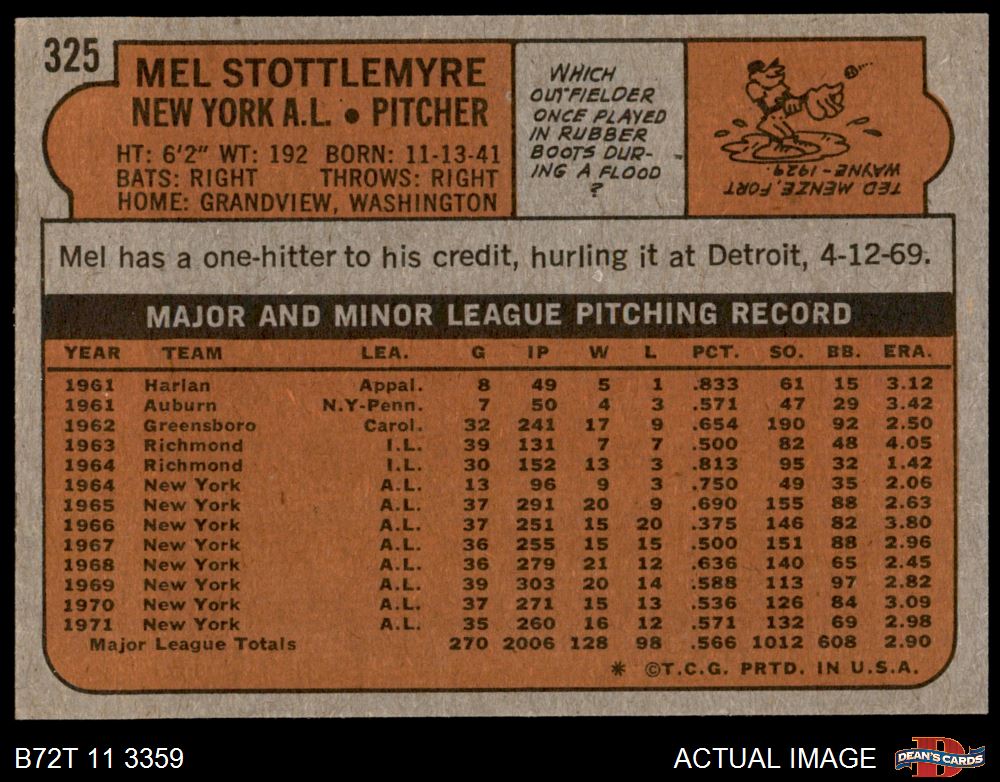 325
MEL STOTTLEMYRE
NEW YORK A.L. • PITCHER
HT: 6'2" WT: 192 BORN: 11-13-41
BATS: RIGHT THROWS: RIGHT
HOME: GRANDVIEW, WASHINGTON
WHICH
OUTFIELDER
ONCE PLAYED
IN RUBBER
BOOTS DUR-
ING A FLOOD
?
TED MENZE, FORT
WAYNE - 1929.
Mel has a one-hitter to his credit, hurling it at Detroit, 4-12-69.
MAJOR AND MINOR LEAGUE PITCHING RECORD
YEAR TEAM LEA. G IP W L PCT. SO. BB. ERA.
1961 Harlan Appal. 8 49 5 1 .833 61 15 3.12
1961 Auburn N.Y-Penn. 7 50 4 3 .571 47 29 3.42
1962 Greensboro Carol. 32 241 17 9 .654 190 92 2.50
1963 Richmond I.L. 39 131 7 7 .500 82 48 4.05
1964 Richmond I.L. 30 152 13 3 .813 95 32 1.42
1964 New York A.L. 13 96 9 3 .750 49 35 2.06
1965 New York A.L. 37 291 20 9 .690 155 88 2.63
1966 New York A.L. 37 251 15 20 .375 146 82 3.80
1967 New York A.L. 36 255 15 15 .500 151 88 2.96
1968 New York A.L. 36 279 21 12 .636 140 65 2.45
1969 New York A.L. 39 303 20 14 .588 113 97 2.82
1970 New York A.L. 37 271 15 13 .536 126 84 3.09
1971 New York A.L. 35 260 16 12 .571 132 69 2.98
Major League Totals 270 2006 128 98 .566 1012 608 2.90
* ©T.C.G. PRTD. IN U.S.A.
B72T 11 3359
ACTUAL IMAGE
D
DEAN'S CARDS